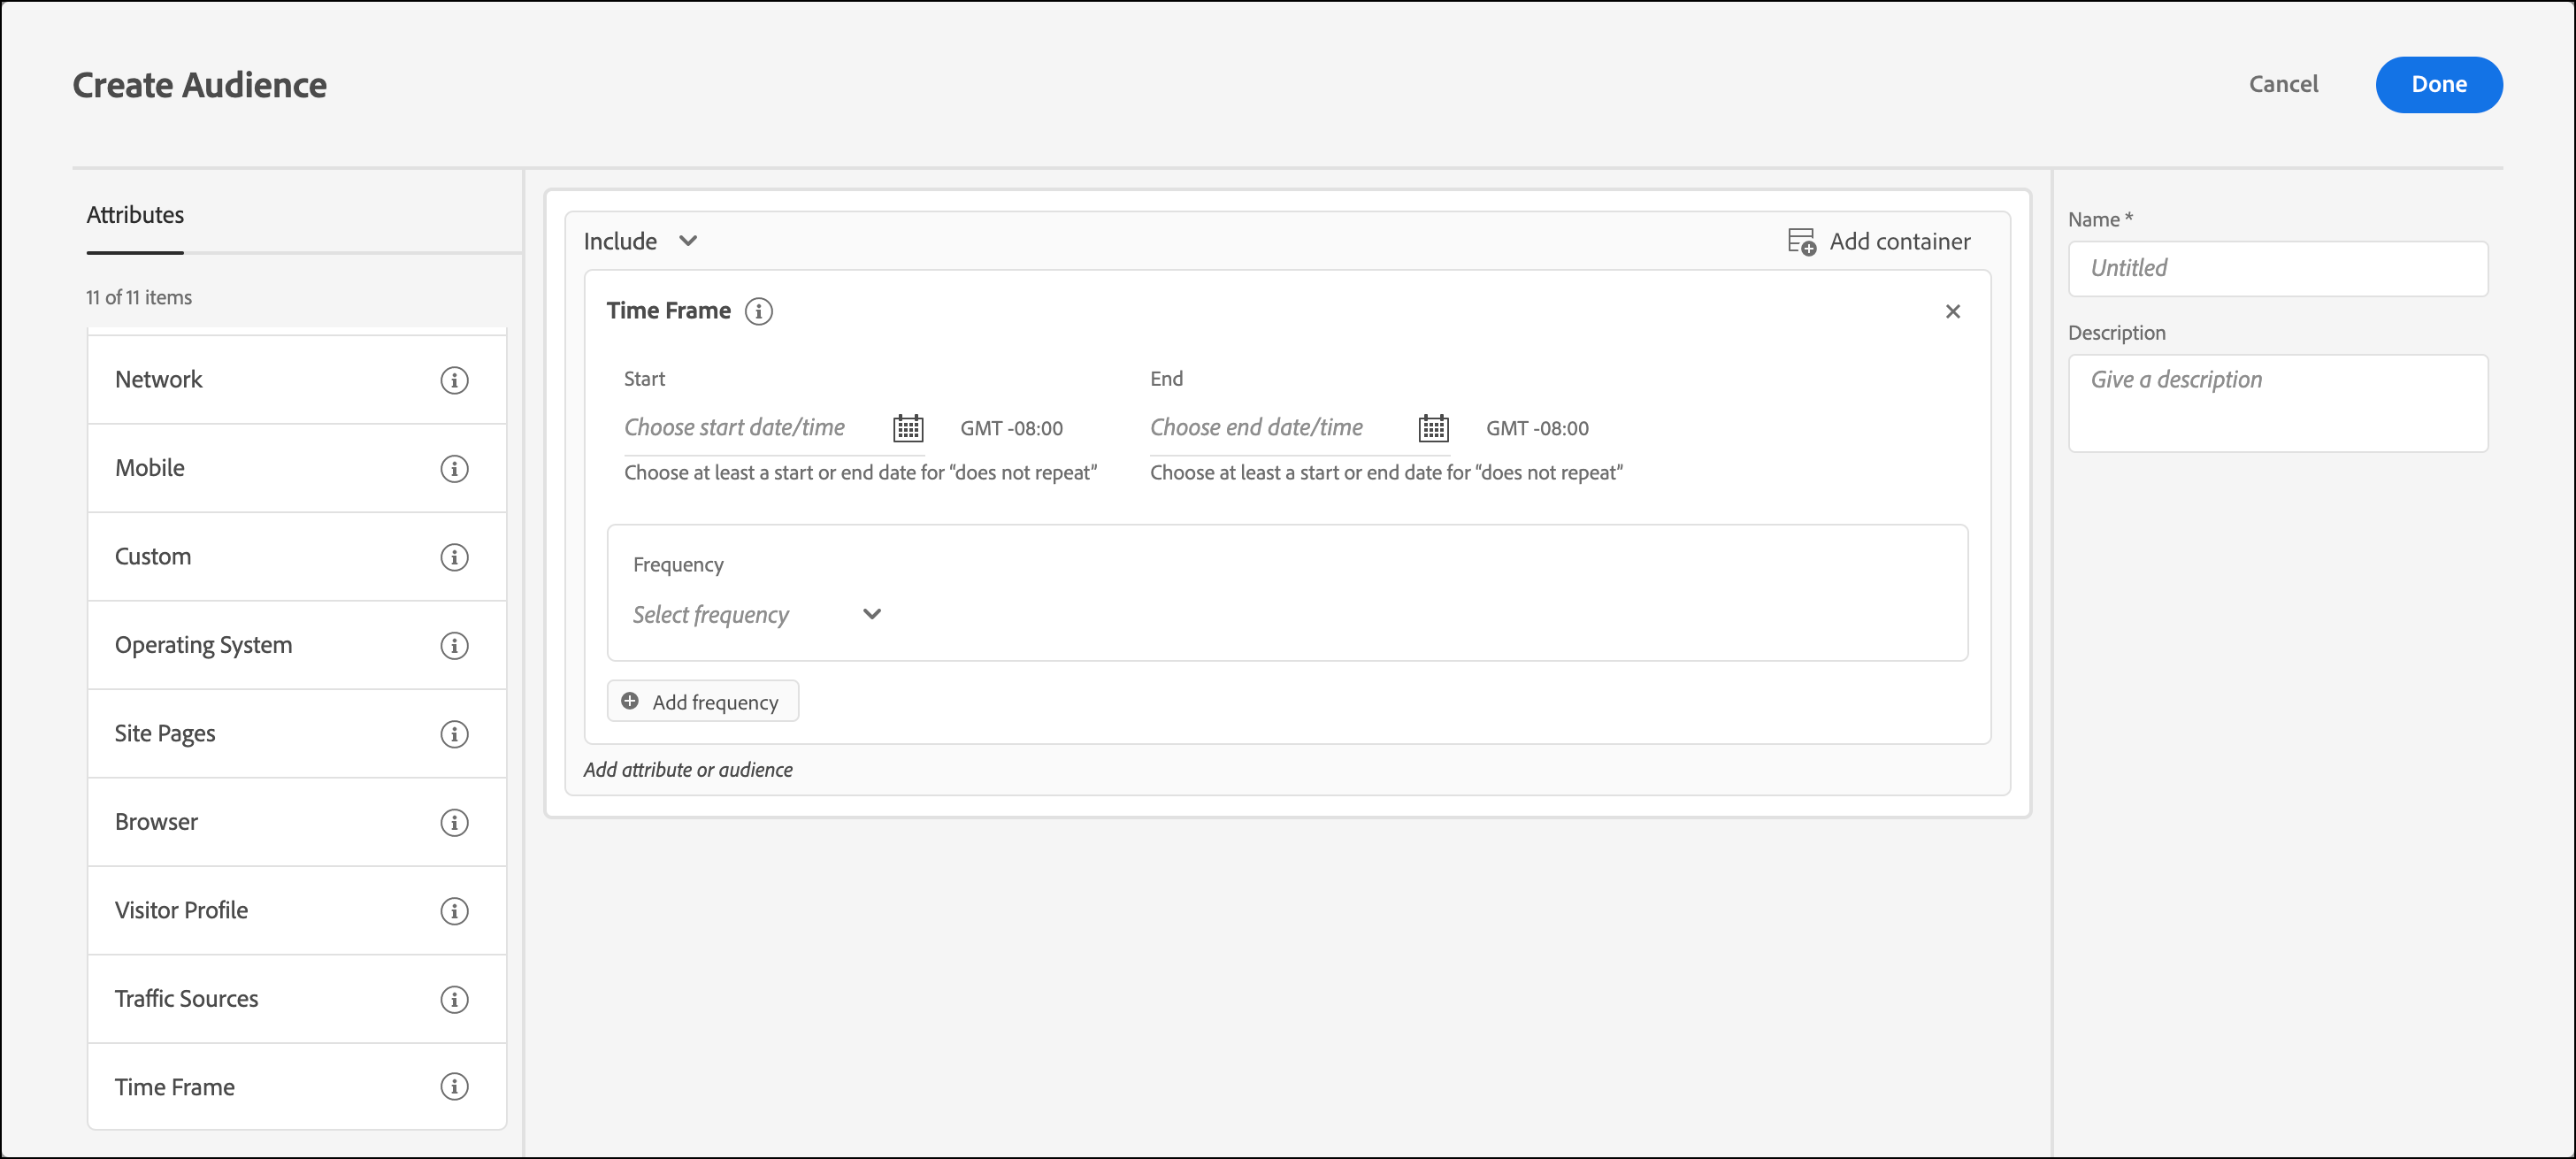 Create Audience
Cancel
Done
Attributes
11 of 11 items
Network
Mobile
Custom
Operating System
Site Pages
Browser
Visitor Profile
Traffic Sources
Time Frame
Include
Add container
Time Frame
Start
Choose start date/time
GMT -08:00
Choose at least a start or end date for “does not repeat”
End
Choose end date/time
GMT -08:00
Choose at least a start or end date for “does not repeat”
Frequency
Select frequency
Add frequency
Add attribute or audience
Name *
Untitled
Description
Give a description